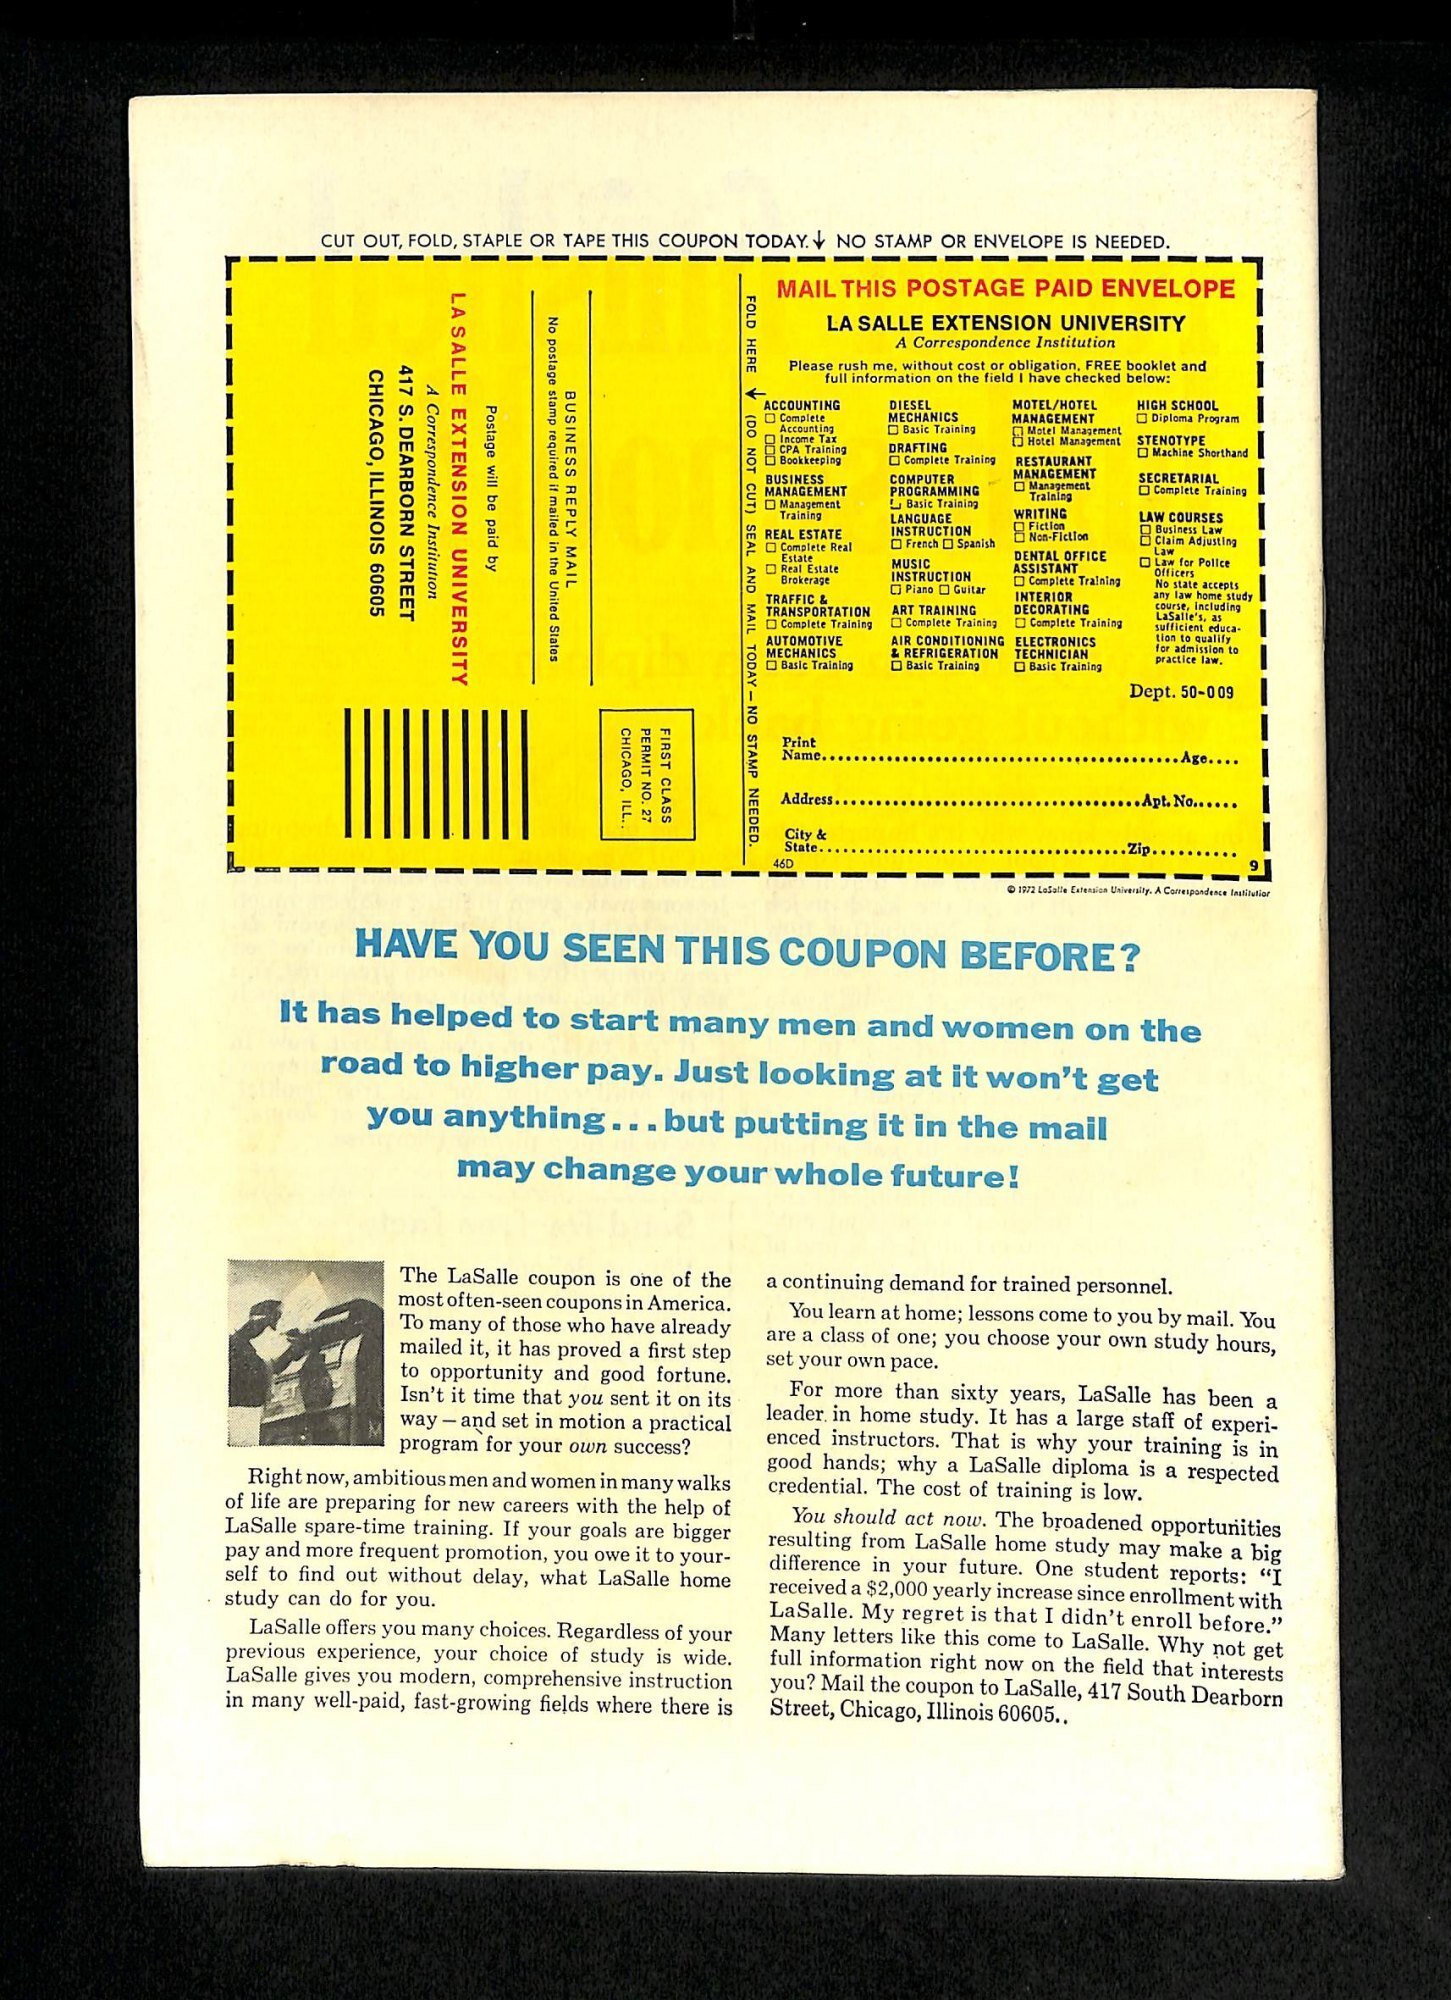 CUT OUT, FOLD, STAPLE OR TAPE THIS COUPON TODAY. ↓ NO STAMP OR ENVELOPE IS NEEDED.
LA SALLE EXTENSION UNIVERSITY
A Correspondence Institution
417 S. DEARBORN STREET
CHICAGO, ILLINOIS 60605
Postage will be paid by
BUSINESS REPLY MAIL
No postage stamp required if mailed in the United States
FIRST CLASS
PERMIT NO. 27
CHICAGO, ILL..
FOLD HERE → (DO NOT CUT) SEAL AND MAIL TODAY — NO STAMP NEEDED.
MAIL THIS POSTAGE PAID ENVELOPE
LA SALLE EXTENSION UNIVERSITY
A Correspondence Institution
Please rush me, without cost or obligation, FREE booklet and
full information on the field I have checked below:
ACCOUNTING
☐ Complete
Accounting
☐ Income Tax
☐ CPA Training
☐ Bookkeeping
BUSINESS
MANAGEMENT
☐ Management
Training
REAL ESTATE
☐ Complete Real
Estate
☐ Real Estate
Brokerage
TRAFFIC &
TRANSPORTATION
☐ Complete Training
AUTOMOTIVE
MECHANICS
☐ Basic Training
DIESEL
MECHANICS
☐ Basic Training
DRAFTING
☐ Complete Training
COMPUTER
PROGRAMMING
☐ Basic Training
LANGUAGE
INSTRUCTION
☐ French ☐ Spanish
MUSIC
INSTRUCTION
☐ Piano ☐ Guitar
ART TRAINING
☐ Complete Training
AIR CONDITIONING
& REFRIGERATION
☐ Basic Training
MOTEL/HOTEL
MANAGEMENT
☐ Motel Management
☐ Hotel Management
RESTAURANT
MANAGEMENT
☐ Management
Training
WRITING
☐ Fiction
☐ Non-Fiction
DENTAL OFFICE
ASSISTANT
☐ Complete Training
INTERIOR
DECORATING
☐ Complete Training
ELECTRONICS
TECHNICIAN
☐ Basic Training
HIGH SCHOOL
☐ Diploma Program
STENOTYPE
☐ Machine Shorthand
SECRETARIAL
☐ Complete Training
LAW COURSES
☐ Business Law
☐ Claim Adjusting
Law
☐ Law for Police
Officers
No state accepts
any law home study
course, including
LaSalle's, as
sufficient educa-
tion to qualify
for admission to
practice law.
Dept. 50-009
Print
Name........................................Age....
Address........................................Apt. No......
City &
State........................................Zip..........
46D
9
© 1972 LaSalle Extension University. A Correspondence Institution
HAVE YOU SEEN THIS COUPON BEFORE?
It has helped to start many men and women on the
road to higher pay. Just looking at it won't get
you anything...but putting it in the mail
may change your whole future!
The LaSalle coupon is one of the
most often-seen coupons in America.
To many of those who have already
mailed it, it has proved a first step
to opportunity and good fortune.
Isn't it time that you sent it on its
way — and set in motion a practical
program for your own success?
Right now, ambitious men and women in many walks
of life are preparing for new careers with the help of
LaSalle spare-time training. If your goals are bigger
pay and more frequent promotion, you owe it to your-
self to find out without delay, what LaSalle home
study can do for you.
LaSalle offers you many choices. Regardless of your
previous experience, your choice of study is wide.
LaSalle gives you modern, comprehensive instruction
in many well-paid, fast-growing fields where there is
a continuing demand for trained personnel.
You learn at home; lessons come to you by mail. You
are a class of one; you choose your own study hours,
set your own pace.
For more than sixty years, LaSalle has been a
leader in home study. It has a large staff of experi-
enced instructors. That is why your training is in
good hands; why a LaSalle diploma is a respected
credential. The cost of training is low.
You should act now. The broadened opportunities
resulting from LaSalle home study may make a big
difference in your future. One student reports: “I
received a $2,000 yearly increase since enrollment with
LaSalle. My regret is that I didn't enroll before.”
Many letters like this come to LaSalle. Why not get
full information right now on the field that interests
you? Mail the coupon to LaSalle, 417 South Dearborn
Street, Chicago, Illinois 60605..